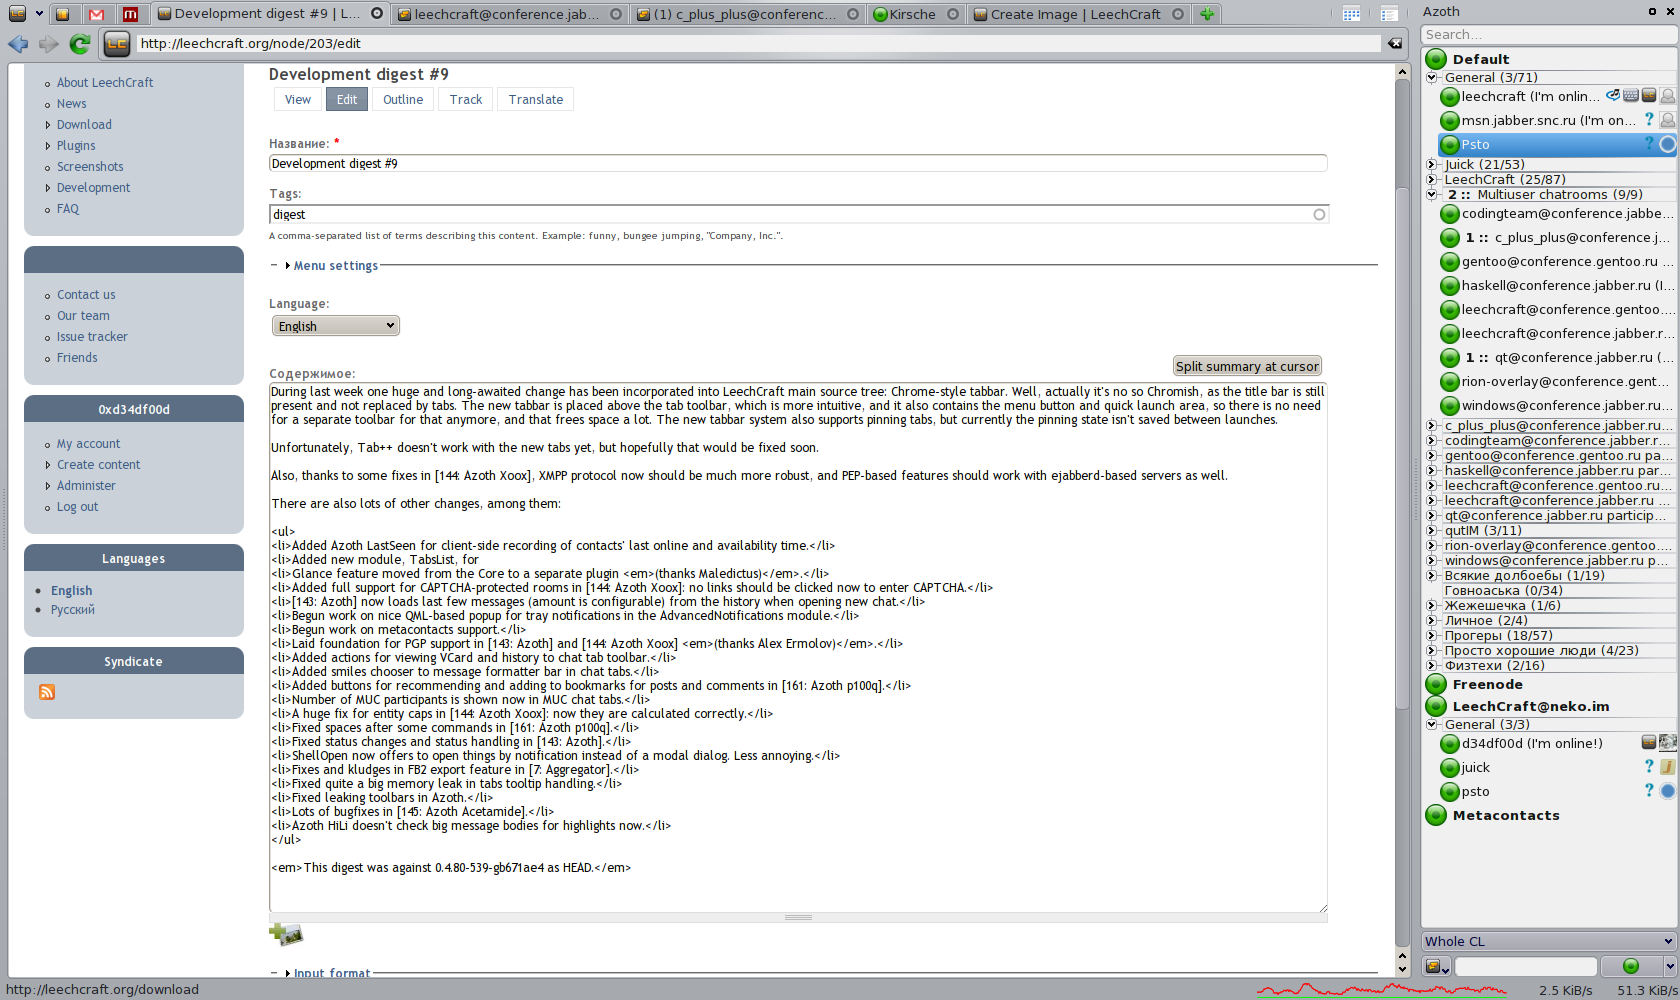 Development digest #9 | L...
leechcraft@conference.jab...
(1) c_plus_plus@conferenc...
Kirsche
Create Image | LeechCraft
http://leechcraft.org/node/203/edit
About LeechCraft
News
Download
Plugins
Screenshots
Development
FAQ
Contact us
Our team
Issue tracker
Friends
0xd34df00d
My account
Create content
Administer
Log out
Languages
English
Русский
Syndicate
Development digest #9
View
Edit
Outline
Track
Translate
Название: *
Development digest #9
Tags:
digest
A comma-separated list of terms describing this content. Example: funny, bungee jumping, "Company, Inc.".
Menu settings
Language:
English
Содержимое:
Split summary at cursor
During last week one huge and long-awaited change has been incorporated into LeechCraft main source tree: Chrome-style tabbar. Well, actually it's no so Chromish, as the title bar is still
present and not replaced by tabs. The new tabbar is placed above the tab toolbar, which is more intuitive, and it also contains the menu button and quick launch area, so there is no need
for a separate toolbar for that anymore, and that frees space a lot. The new tabbar system also supports pinning tabs, but currently the pinning state isn't saved between launches.
Unfortunately, Tab++ doesn't work with the new tabs yet, but hopefully that would be fixed soon.
Also, thanks to some fixes in [144: Azoth Xoox], XMPP protocol now should be much more robust, and PEP-based features should work with ejabberd-based servers as well.
There are also lots of other changes, among them:
<ul>
<li>Added Azoth LastSeen for client-side recording of contacts' last online and availability time.</li>
<li>Added new module, TabsList, for
<li>Glance feature moved from the Core to a separate plugin <em>(thanks Maledictus)</em>.</li>
<li>Added full support for CAPTCHA-protected rooms in [144: Azoth Xoox]: no links should be clicked now to enter CAPTCHA.</li>
<li>[143: Azoth] now loads last few messages (amount is configurable) from the history when opening new chat.</li>
<li>Begun work on nice QML-based popup for tray notifications in the AdvancedNotifications module.</li>
<li>Begun work on metacontacts support.</li>
<li>Laid foundation for PGP support in [143: Azoth] and [144: Azoth Xoox] <em>(thanks Alex Ermolov)</em>.</li>
<li>Added actions for viewing VCard and history to chat tab toolbar.</li>
<li>Added smiles chooser to message formatter bar in chat tabs.</li>
<li>Added buttons for recommending and adding to bookmarks for posts and comments in [161: Azoth p100q].</li>
<li>Number of MUC participants is shown now in MUC chat tabs.</li>
<li>A huge fix for entity caps in [144: Azoth Xoox]: now they are calculated correctly.</li>
<li>Fixed spaces after some commands in [161: Azoth p100q].</li>
<li>Fixed status changes and status handling in [143: Azoth].</li>
<li>ShellOpen now offers to open things by notification instead of a modal dialog. Less annoying.</li>
<li>Fixes and kludges in FB2 export feature in [7: Aggregator].</li>
<li>Fixed quite a big memory leak in tabs tooltip handling.</li>
<li>Fixed leaking toolbars in Azoth.</li>
<li>Lots of bugfixes in [145: Azoth Acetamide].</li>
<li>Azoth HiLi doesn't check big message bodies for highlights now.</li>
</ul>
<em>This digest was against 0.4.80-539-gb671ae4 as HEAD.</em>
Input format
http://leechcraft.org/download
Azoth
Search...
Default
General (3/71)
leechcraft (I'm onlin...
msn.jabber.snc.ru (I'm on...
Psto
Juick (21/53)
LeechCraft (25/87)
2 :: Multiuser chatrooms (9/9)
codingteam@conference.jabbe...
1 :: c_plus_plus@conference.j...
gentoo@conference.gentoo.ru ...
haskell@conference.jabber.ru (I...
leechcraft@conference.gentoo....
leechcraft@conference.jabber.r...
1 :: qt@conference.jabber.ru (...
rion-overlay@conference.gent...
windows@conference.jabber.ru...
c_plus_plus@conference.jabber.ru...
codingteam@conference.jabber.r...
gentoo@conference.gentoo.ru pa...
haskell@conference.jabber.ru par...
leechcraft@conference.gentoo.ru...
leechcraft@conference.jabber.ru ...
qt@conference.jabber.ru particip...
qutIM (3/11)
rion-overlay@conference.gentoo....
windows@conference.jabber.ru p...
Всякие долбоебы (1/19)
Говноаська (0/34)
Жежешечка (1/6)
Личное (2/4)
Прогеры (18/57)
Просто хорошие люди (4/23)
Физтехи (2/16)
Freenode
LeechCraft@neko.im
General (3/3)
d34df00d (I'm online!)
juick
psto
Metacontacts
Whole CL
2.5 KiB/s
51.3 KiB/s